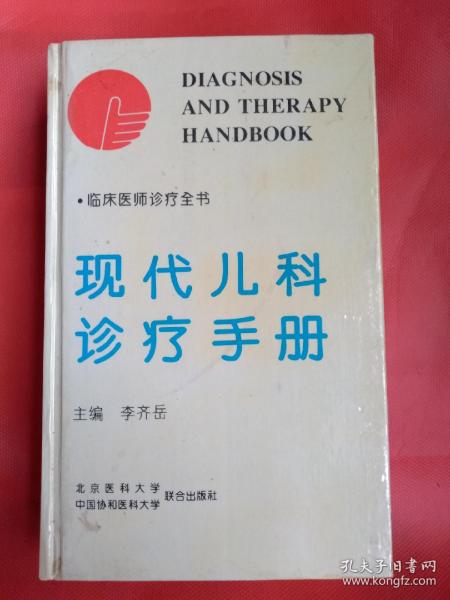 DIAGNOSIS
AND THERAPY
HANDBOOK
•临床医师诊疗全书
现代儿科
诊疗手册
主编 李齐岳
北京医科大学
中国协和医科大学
联合出版社
孔夫子旧书网
www.kongfz.com